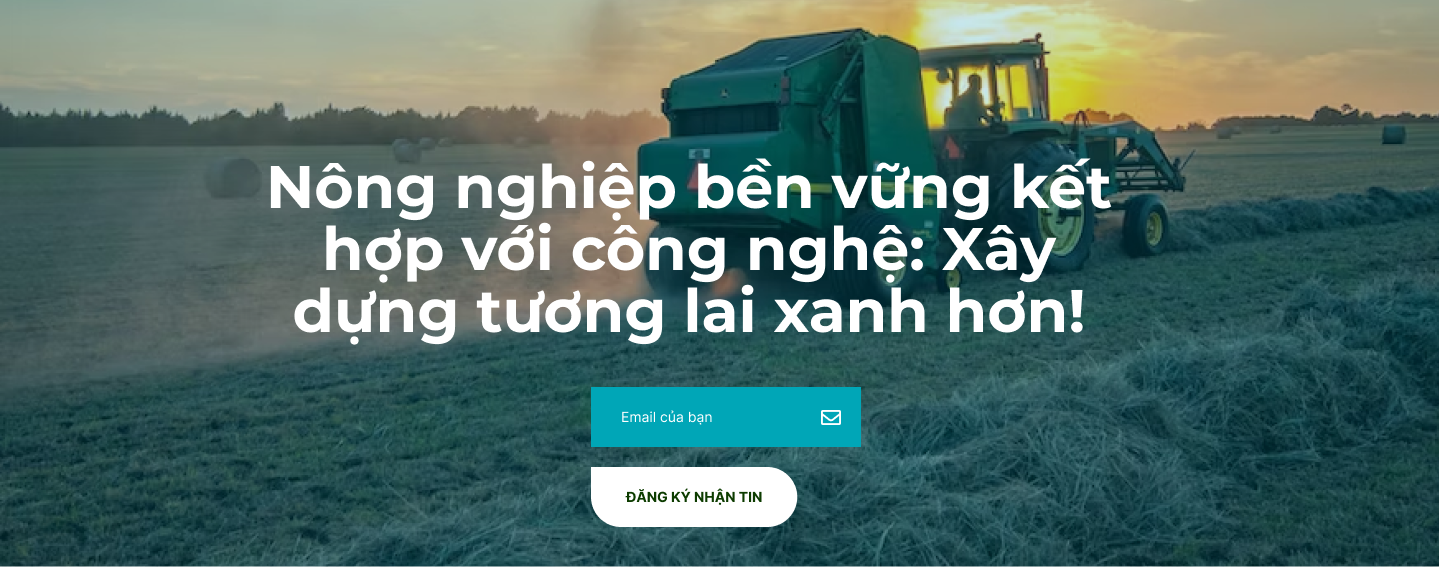 Nông nghiệp bền vững kết
hợp với công nghệ: Xây
dựng tương lai xanh hơn!
Email của bạn
ĐĂNG KÝ NHẬN TIN